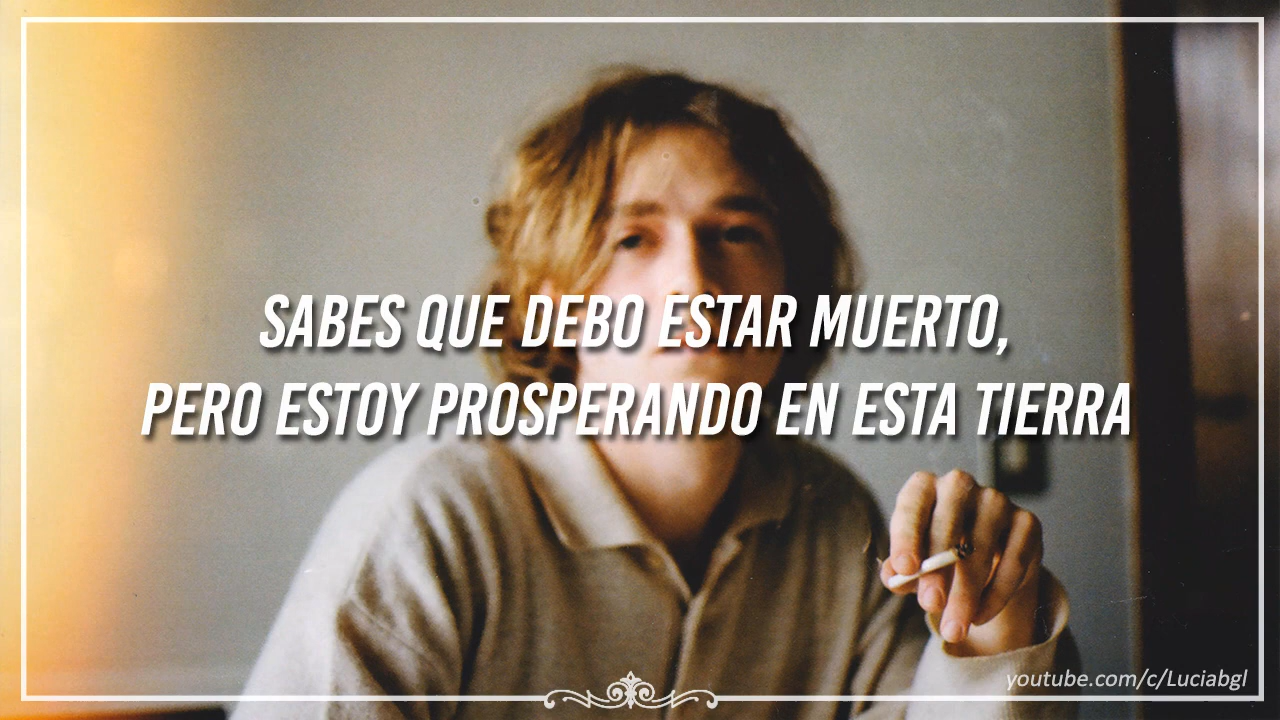 SABES QUE DEBO ESTAR MUERTO,
PERO ESTOY PROSPERANDO EN ESTA TIERRA
youtube.com/c/Luciabgl